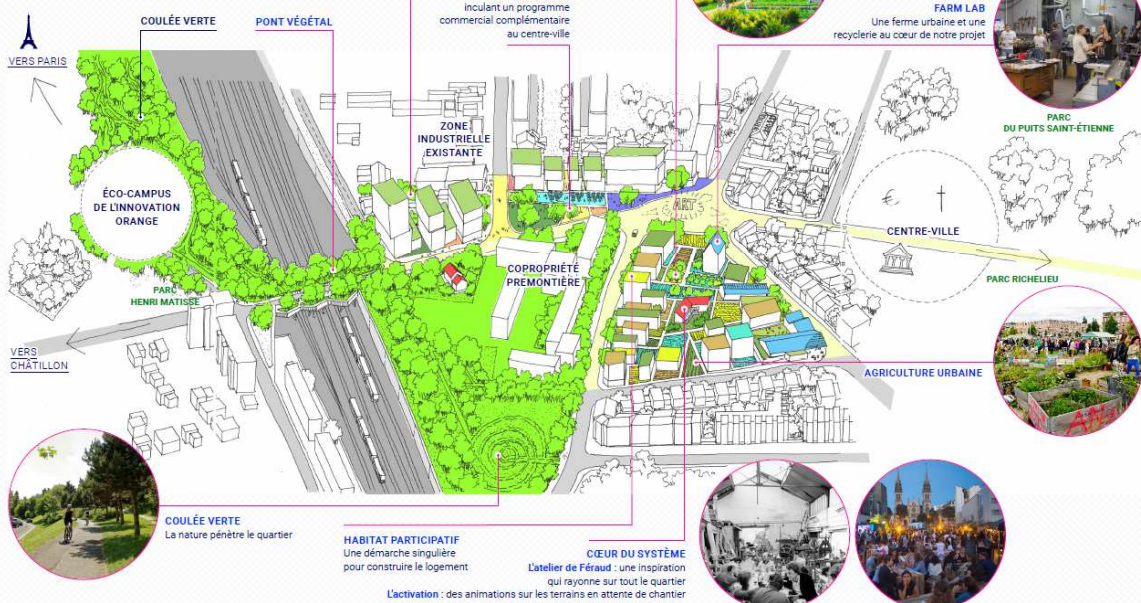 inculant un programme
commercial complémentaire
au centre-ville
FARM LAB
Une ferme urbaine et une
recyclerie au cœur de notre projet
COULÉE VERTE
PONT VÉGÉTAL
VERS PARIS
PARC
DU PUITS SAINT-ÉTIENNE
ZONE
INDUSTRIELLE
EXISTANTE
ÉCO-CAMPUS
DE L'INNOVATION
ORANGE
ART
€
CENTRE-VILLE
COPROPRIÉTÉ
PREMONTIÈRE
PARC RICHELIEU
PARC
HENRI MATISSE
VERS
CHÂTILLON
AGRICULTURE URBAINE
COULÉE VERTE
La nature pénètre le quartier
HABITAT PARTICIPATIF
Une démarche singulière
pour construire le logement
CŒUR DU SYSTÈME
L'atelier de Féraud : une inspiration
qui rayonne sur tout le quartier
L'activation : des animations sur les terrains en attente de chantier